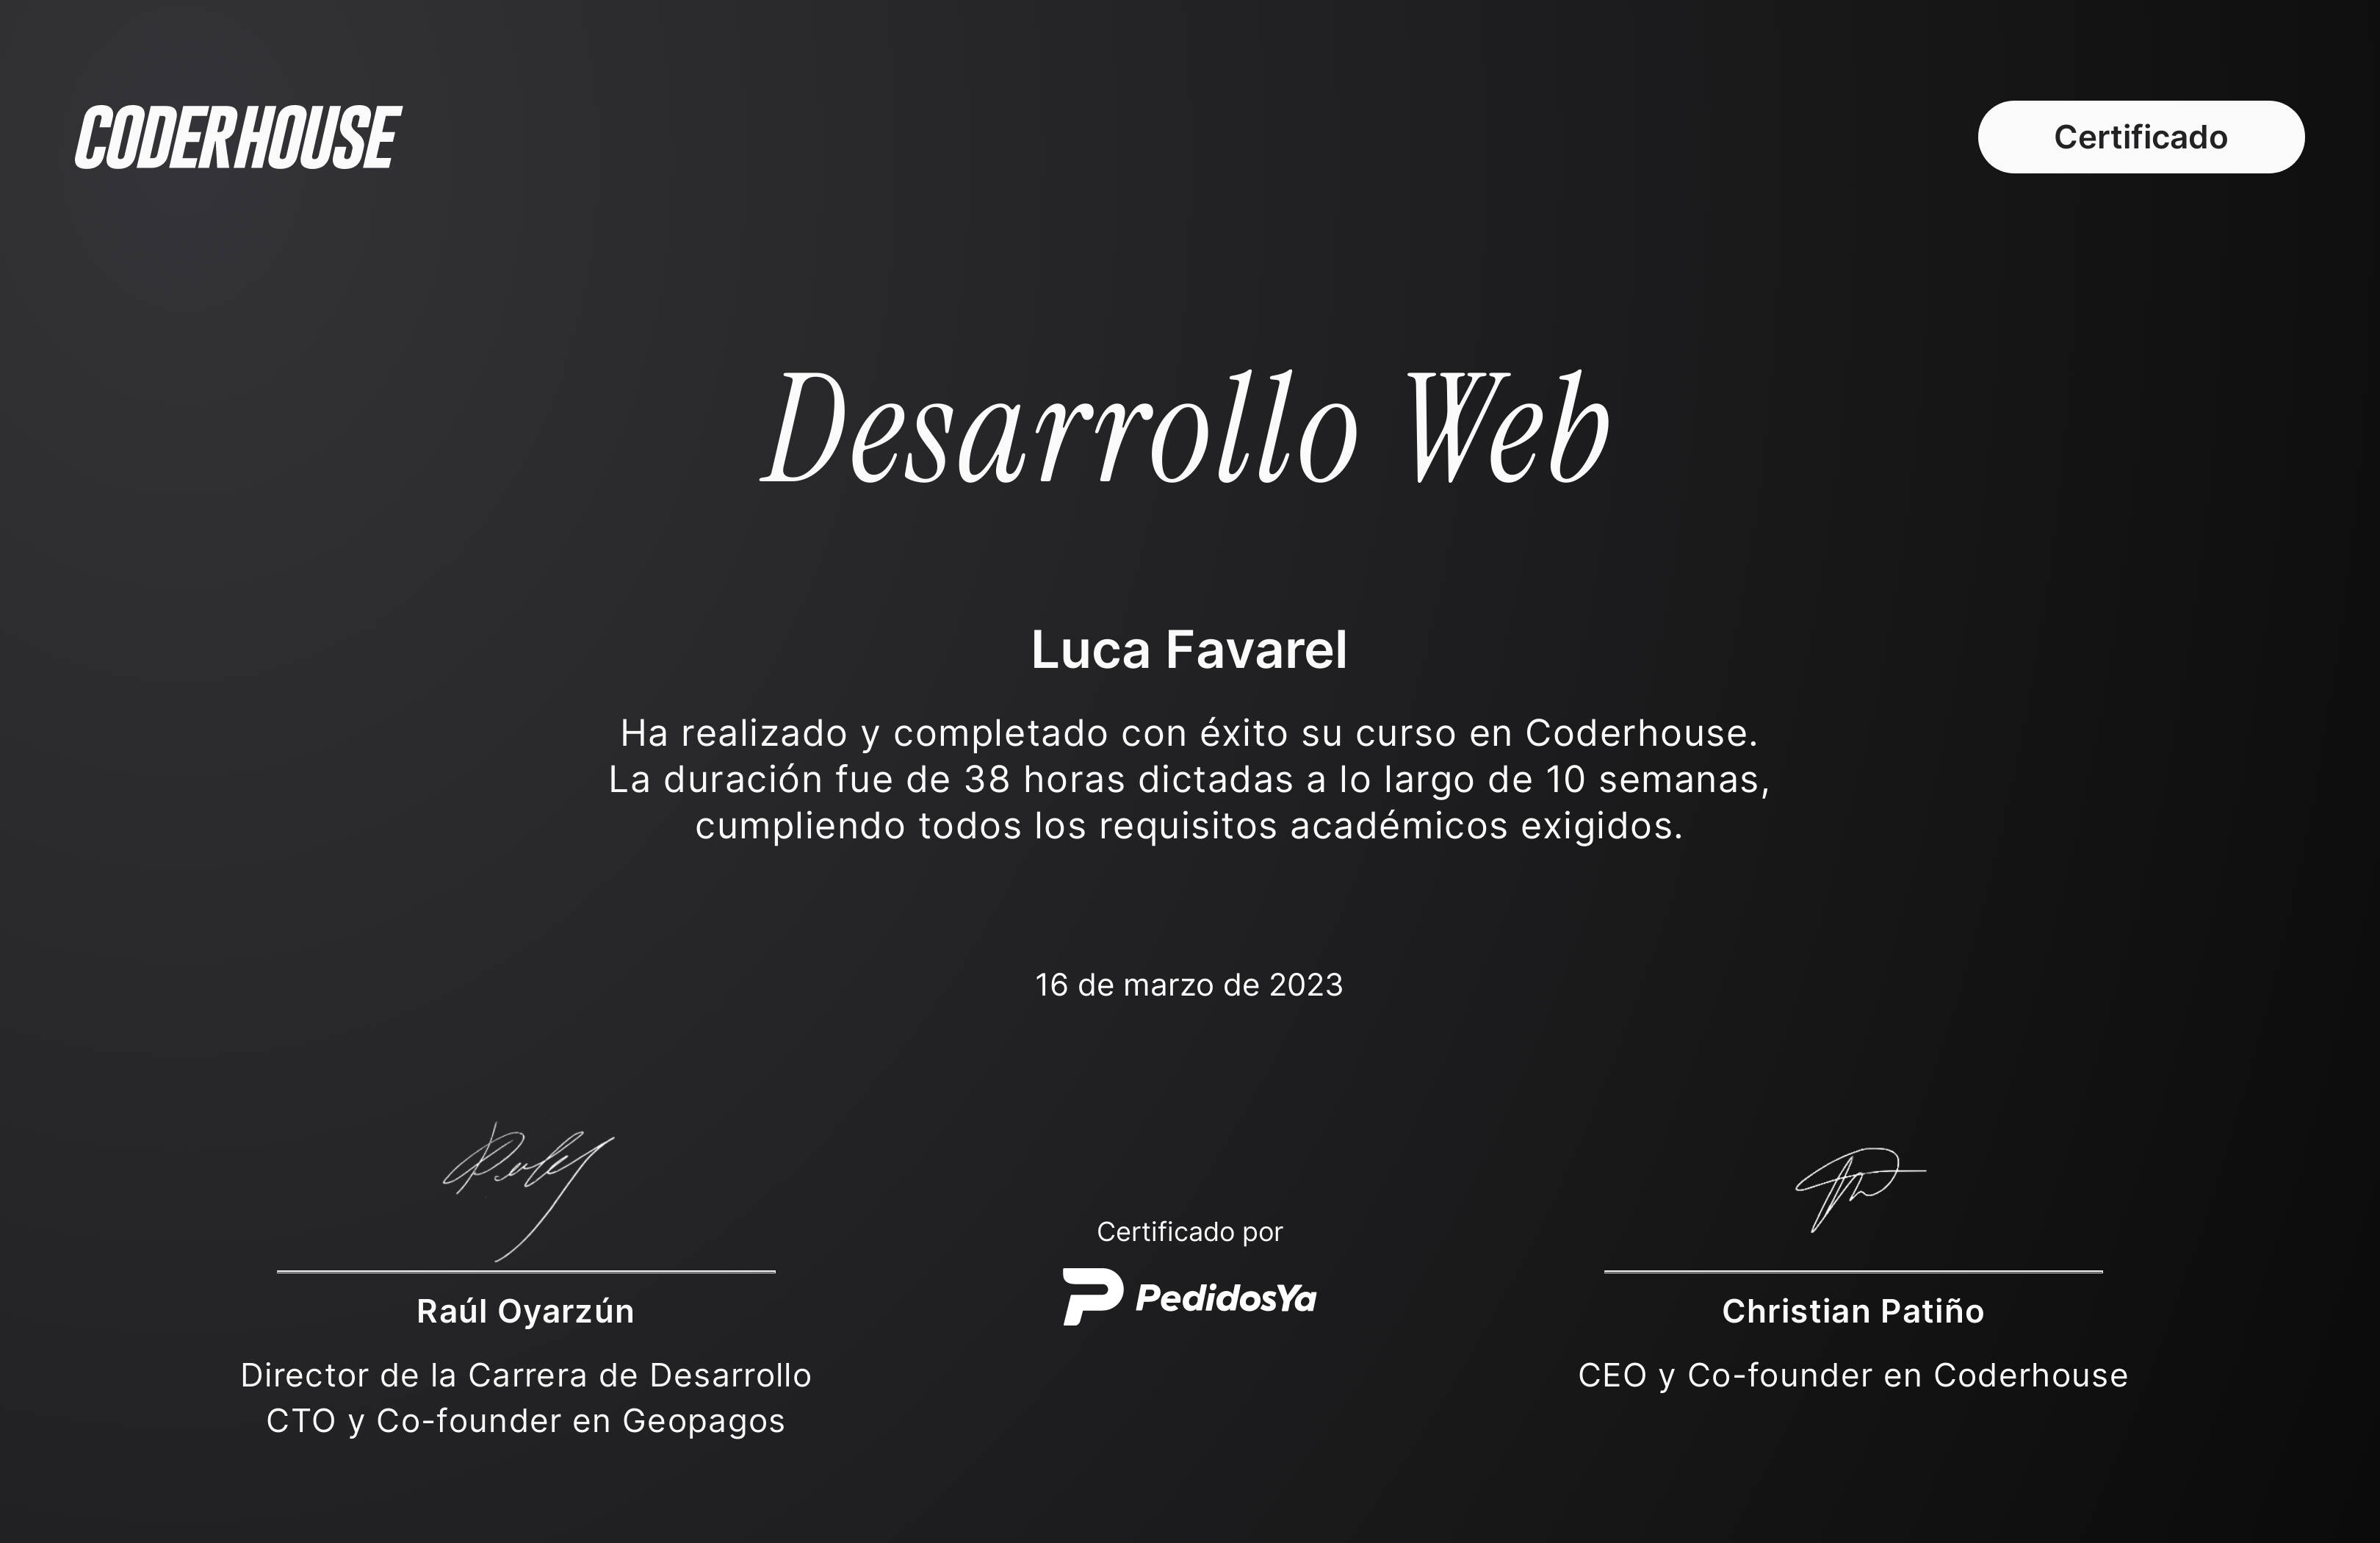 CODERHOUSE
Certificado
Desarrollo Web
Luca Favarel
Ha realizado y completado con éxito su curso en Coderhouse.
La duración fue de 38 horas dictadas a lo largo de 10 semanas,
cumpliendo todos los requisitos académicos exigidos.
16 de marzo de 2023
Raúl Oyarzún
Director de la Carrera de Desarrollo
CTO y Co-founder en Geopagos
Certificado por
PedidosYa
Christian Patiño
CEO y Co-founder en Coderhouse